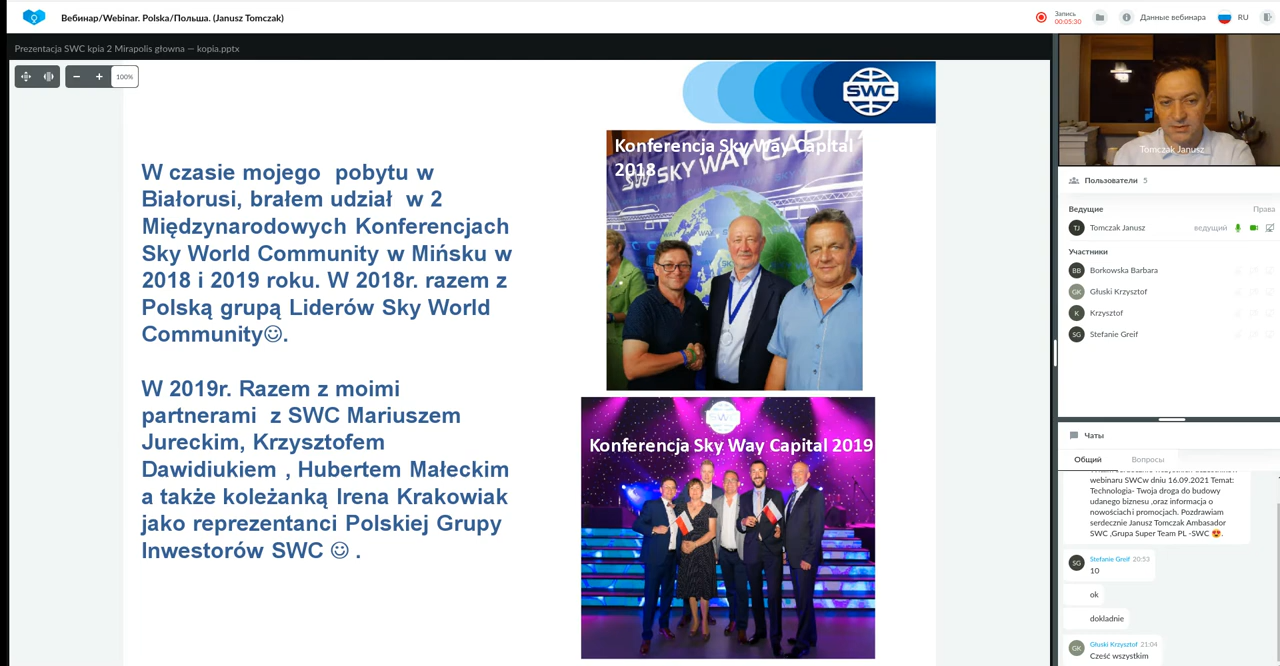 Вебинар/Webinar. Polska/Польша. (Janusz Tomczak)
Запись
00:05:30
Данные вебинара
RU
Prezentacja SWC kpia 2 Mirapolis głowna — kopia.pptx
100%
SWC
W czasie mojego pobytu w
Białorusi, brałem udział w 2
Międzynarodowych Konferencjach
Sky World Community w Mińsku w
2018 i 2019 roku. W 2018r. razem z
Polską grupą Liderów Sky World
Community☺.
W 2019r. Razem z moimi
partnerami z SWC Mariuszem
Jureckim, Krzysztofem
Dawidiukiem , Hubertem Małeckim
a także koleżanką Irena Krakowiak
jako reprezentanci Polskiej Grupy
Inwestorów SWC ☺ .
Konferencja Sky Way Capital
2018
SKY WAY CAPIT
SWC
Konferencja Sky Way Capital 2019
Tomczak Janusz
Пользователи 5
Ведущие
Права
TJ
Tomczak Janusz
ведущий
Участники
BB
Borkowska Barbara
GK
Głuski Krzysztof
K
Krzysztof
SG
Stefanie Greif
Чаты
Общий
Вопросы
webinaru SWCw dniu 16.09.2021 Temat:
Technologia- Twoja droga do budowy
udanego biznesu ,oraz informacja o
nowościach i promocjach. Pozdrawiam
serdecznie Janusz Tomczak Ambasador
SWC ,Grupa Super Team PL -SWC 😍.
SG
Stefanie Greif 20:53
10
ok
dokladnie
GK
Głuski Krzysztof 21:04
Cześć wszystkim